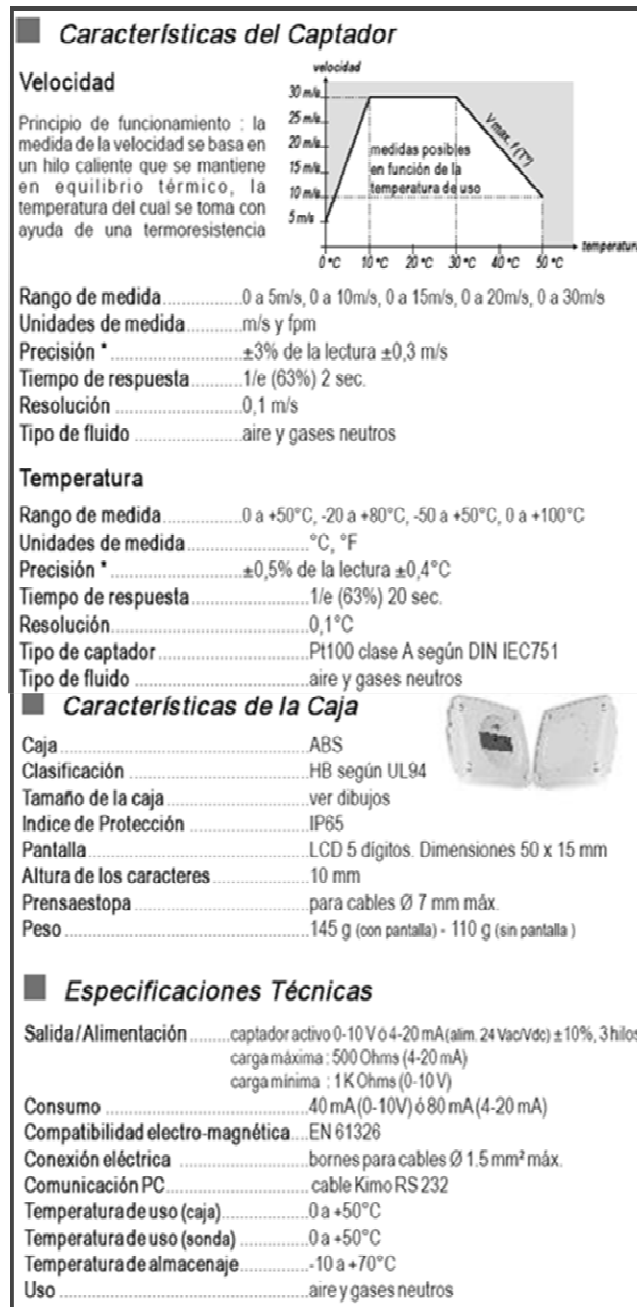 Características del Captador
Velocidad
Principio de funcionamiento : la
medida de la velocidad se basa en
un hilo caliente que se mantiene
en equilibrio térmico, la
temperatura del cual se toma con
ayuda de una termoresistencia
velocidad
30 m/s
25 m/s
20 m/s
15 m/s
10 m/s
5 m/s
medidas posibles
en función de la
temperatura de uso
V max. f (T°)
temperatura
0 °C 10 °C 20 °C 30 °C 40 °C 50 °C
Rango de medida..................0 a 5m/s, 0 a 10m/s, 0 a 15m/s, 0 a 20m/s, 0 a 30m/s
Unidades de medida............m/s y fpm
Precisión *............................±3% de la lectura ±0,3 m/s
Tiempo de respuesta...........1/e (63%) 2 sec.
Resolución...........................0,1 m/s
Tipo de fluido.......................aire y gases neutros
Temperatura
Rango de medida..................0 a +50°C, -20 a +80°C, -50 a +50°C, 0 a +100°C
Unidades de medida............................°C, °F
Precisión *............................±0,5% de la lectura ±0,4°C
Tiempo de respuesta...........................1/e (63%) 20 sec.
Resolución...........................................0,1°C
Tipo de captador.................................Pt100 clase A según DIN IEC751
Tipo de fluido.......................................aire y gases neutros
Características de la Caja
Caja......................................................ABS
Clasificación........................................HB según UL94
Tamaño de la caja................................ver dibujos
Indice de Protección...........................IP65
Pantalla................................................LCD 5 dígitos. Dimensiones 50 x 15 mm
Altura de los caracteres......................10 mm
Prensaestopa......................................para cables Ø 7 mm máx.
Peso.....................................................145 g (con pantalla) - 110 g (sin pantalla )
Especificaciones Técnicas
Salida/Alimentación.........captador activo 0-10 V ó 4-20 mA (alim. 24 Vac/Vdc) ±10%, 3 hilos
carga máxima : 500 Ohms (4-20 mA)
carga mínima : 1 K Ohms (0-10 V)
Consumo.............................................40 mA (0-10V) ó 80 mA (4-20 mA)
Compatibilidad electro-magnética....EN 61326
Conexión eléctrica..............................bornes para cables Ø 1.5 mm² máx.
Comunicación PC................................cable Kimo RS 232
Temperatura de uso (caja)...................0 a +50°C
Temperatura de uso (sonda)................0 a +50°C
Temperatura de almacenaje................-10 a +70°C
Uso......................................................aire y gases neutros